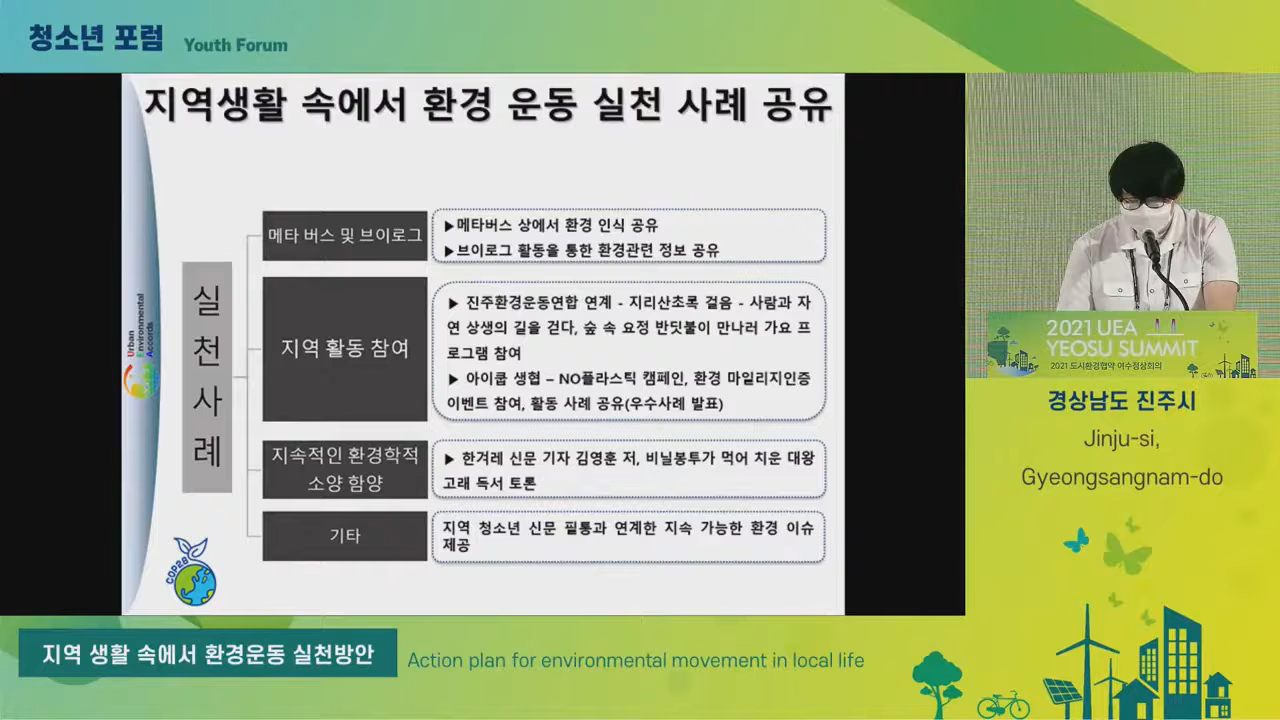 청소년 포럼 Youth Forum
지역생활 속에서 환경 운동 실천 사례 공유
실천사례
메타 버스 및 브이로그
▶메타버스 상에서 환경 인식 공유
▶브이로그 활동을 통한 환경관련 정보 공유
지역 활동 참여
▶ 진주환경운동연합 연계 - 지리산초록 걸음 - 사람과 자
연 상생의 길을 걷다, 숲 속 요정 반딧불이 만나러 가요 프
로그램 참여
▶ 아이쿱 생협 – NO플라스틱 캠페인, 환경 마일리지인증
이벤트 참여, 활동 사례 공유(우수사례 발표)
지속적인 환경학적
소양 함양
▶ 한겨레 신문 기자 김영훈 저, 비닐봉투가 먹어 치운 대왕
고래 독서 토론
기타
지역 청소년 신문 필통과 연계한 지속 가능한 환경 이슈
제공
Urban
Environmental
Accords
COP28
2021 UEA
YEOSU SUMMIT
2021 도시환경협약 여수정상회의
경상남도 진주시
Jinju-si,
Gyeongsangnam-do
지역 생활 속에서 환경운동 실천방안
Action plan for environmental movement in local life